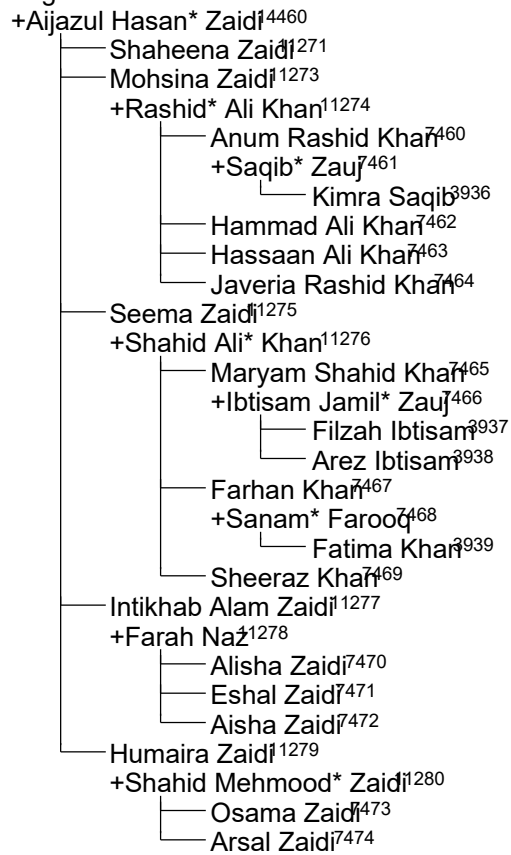 +Aijazul Hasan* Zaidi14460
Shaheena Zaidi11271
Mohsina Zaidi11273
+Rashid* Ali Khan11274
Anum Rashid Khan7460
+Saqib* Zauj7461
Kimra Saqib3936
Hammad Ali Khan7462
Hassaan Ali Khan7463
Javeria Rashid Khan7464
Seema Zaidi11275
+Shahid Ali* Khan11276
Maryam Shahid Khan7465
+Ibtisam Jamil* Zauj7466
Filzah Ibtisam3937
Arez Ibtisam3938
Farhan Khan7467
+Sanam* Farooq7468
Fatima Khan3939
Sheeraz Khan7469
Intikhab Alam Zaidi11277
+Farah Naz11278
Alisha Zaidi7470
Eshal Zaidi7471
Aisha Zaidi7472
Humaira Zaidi11279
+Shahid Mehmood* Zaidi11280
Osama Zaidi7473
Arsal Zaidi7474